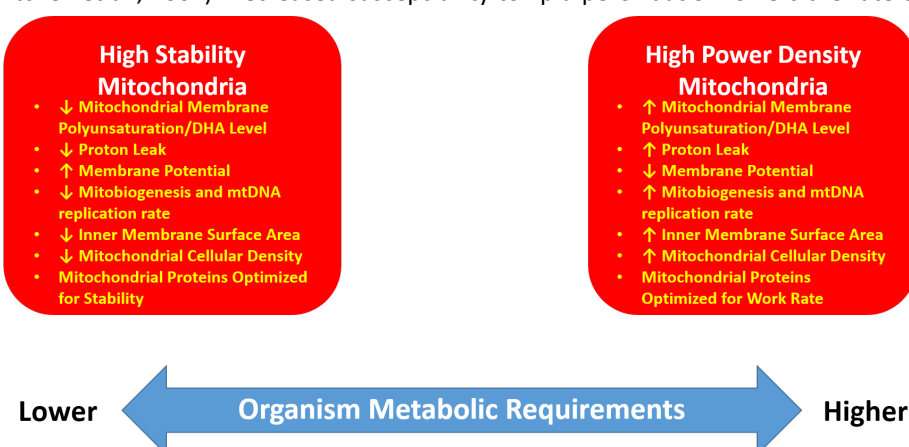 High Stability
Mitochondria
• ↓ Mitochondrial Membrane
Polyunsaturation/DHA Level
• ↓ Proton Leak
• ↑ Membrane Potential
• ↓ Mitobiogenesis and mtDNA
replication rate
• ↓ Inner Membrane Surface Area
• ↓ Mitochondrial Cellular Density
• Mitochondrial Proteins Optimized
for Stability
High Power Density
Mitochondria
• ↑ Mitochondrial Membrane
Polyunsaturation/DHA Level
• ↑ Proton Leak
• ↓ Membrane Potential
• ↑ Mitobiogenesis and mtDNA
replication rate
• ↑ Inner Membrane Surface Area
• ↑ Mitochondrial Cellular Density
• Mitochondrial Proteins
Optimized for Work Rate
Lower
Organism Metabolic Requirements
Higher